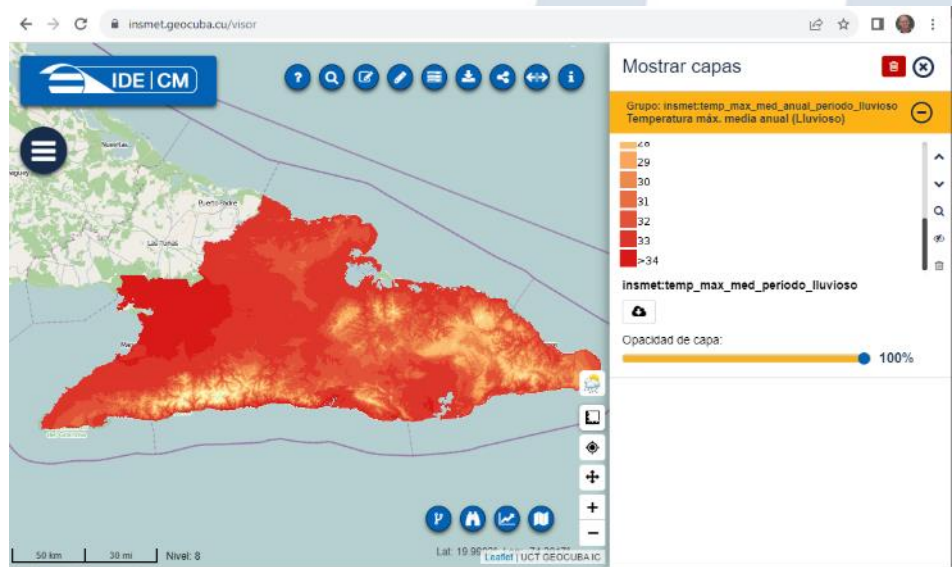 insmet.geocuba.cu/visor
IDE|CM
Mostrar capas
Grupo: insmet:temp_max_med_anual_periodo_lluvioso
Temperatura máx. media anual (Lluvioso)
28
29
30
31
32
33
>34
insmet:temp_max_med_periodo_lluvioso
Opacidad de capa:
100%
Nuevitas
Puerto Padre
Las Tunas
50 km
30 mi
Nivel: 8
Leaflet | UCT GEOCUBA IC